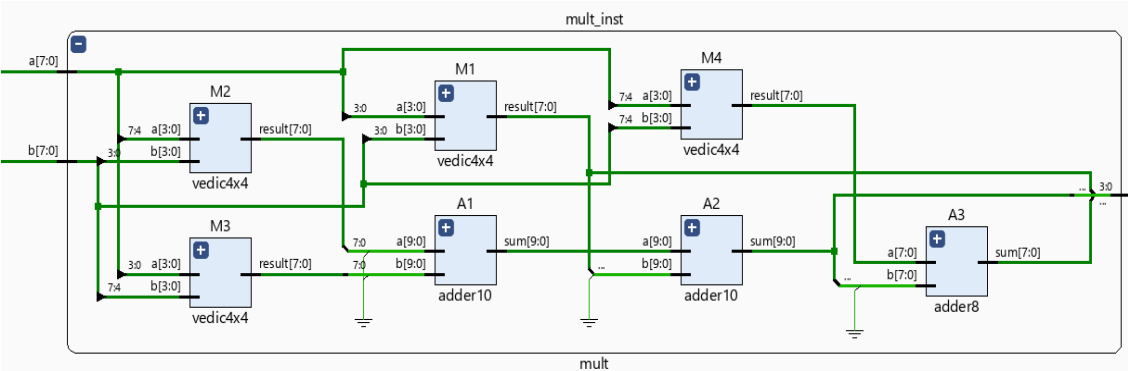 mult_inst
a[7:0]
b[7:0]
M2
7:4 a[3:0]
3:0 b[3:0]
result[7:0]
vedic4x4
M3
3:0 a[3:0]
7:4 b[3:0]
result[7:0]
vedic4x4
M1
3:0 a[3:0]
3:0 b[3:0]
result[7:0]
vedic4x4
A1
7:0 a[9:0]
7:0 b[9:0]
sum[9:0]
adder10
M4
7:4 a[3:0]
7:4 b[3:0]
result[7:0]
vedic4x4
A2
a[9:0]
... b[9:0]
sum[9:0]
adder10
A3
a[7:0]
... b[7:0]
sum[7:0]
adder8
... 3:0
...
mult